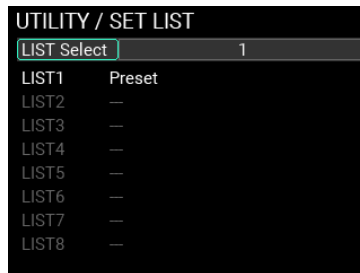 UTILITY / SET LIST
LIST Select 1
LIST1 Preset
LIST2 ---
LIST3 ---
LIST4 ---
LIST5 ---
LIST6 ---
LIST7 ---
LIST8 ---